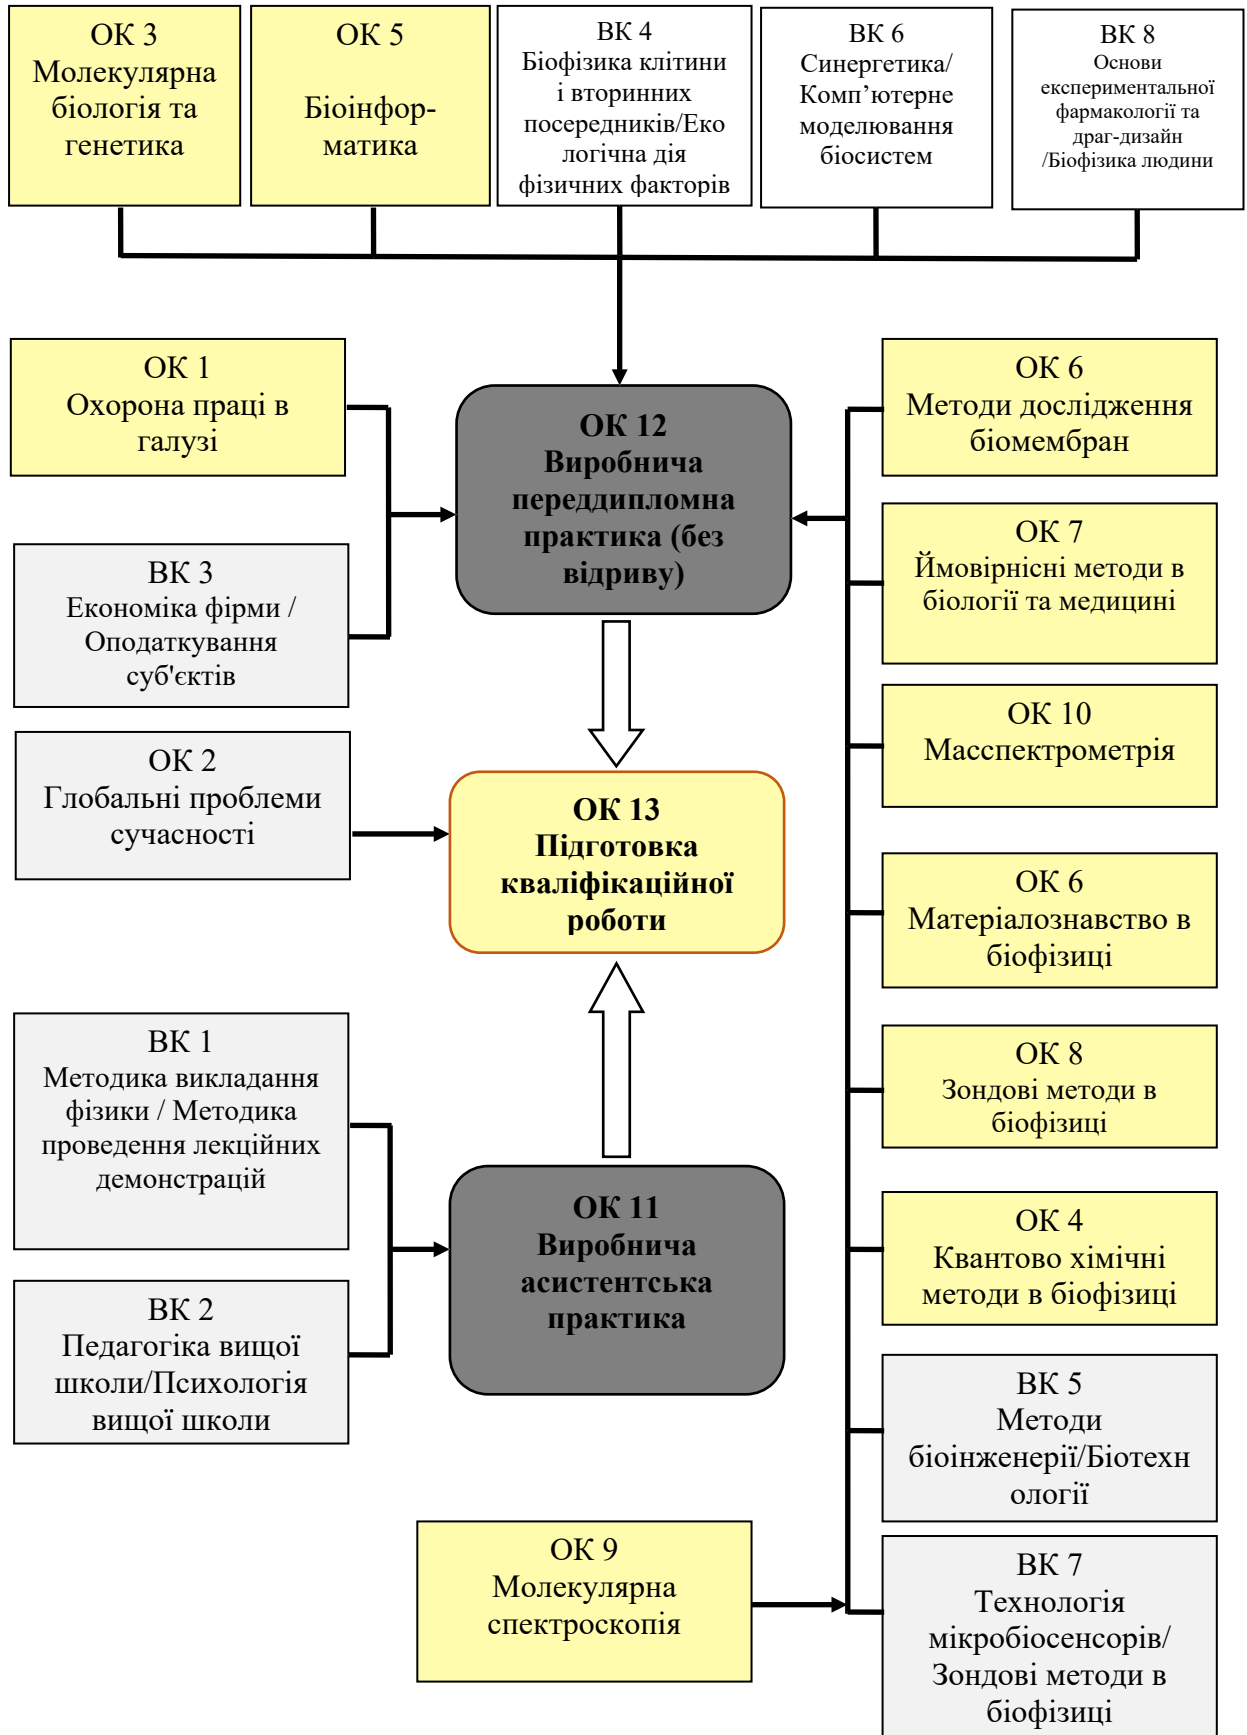 ОК 3
Молекулярна
біологія та
генетика
ОК 5
Біоінфор-
матика
ВК 4
Біофізика клітини
і вторинних
посередників/Еко
логічна дія
фізичних факторів
ВК 6
Синергетика/
Комп’ютерне
моделювання
біосистем
ВК 8
Основи
експериментальної
фармакології та
драг-дизайн
/Біофізика людини
ОК 1
Охорона праці в
галузі
ВК 3
Економіка фірми /
Оподаткування
суб'єктів
ОК 2
Глобальні проблеми
сучасності
ВК 1
Методика викладання
фізики / Методика
проведення лекційних
демонстрацій
ВК 2
Педагогіка вищої
школи/Психологія
вищої школи
ОК 12
Виробнича
переддипломна
практика (без
відриву)
ОК 13
Підготовка
кваліфікаційної
роботи
ОК 11
Виробнича
асистентська
практика
ОК 9
Молекулярна
спектроскопія
ОК 6
Методи дослідження
біомембран
ОК 7
Ймовірнісні методи в
біології та медицині
ОК 10
Масспектрометрія
ОК 6
Матеріалознавство в
біофізиці
ОК 8
Зондові методи в
біофізиці
ОК 4
Квантово хімічні
методи в біофізиці
ВК 5
Методи
біоінженерії/Біотехн
ології
ВК 7
Технологія
мікробіосенсорів/
Зондові методи в
біофізиці